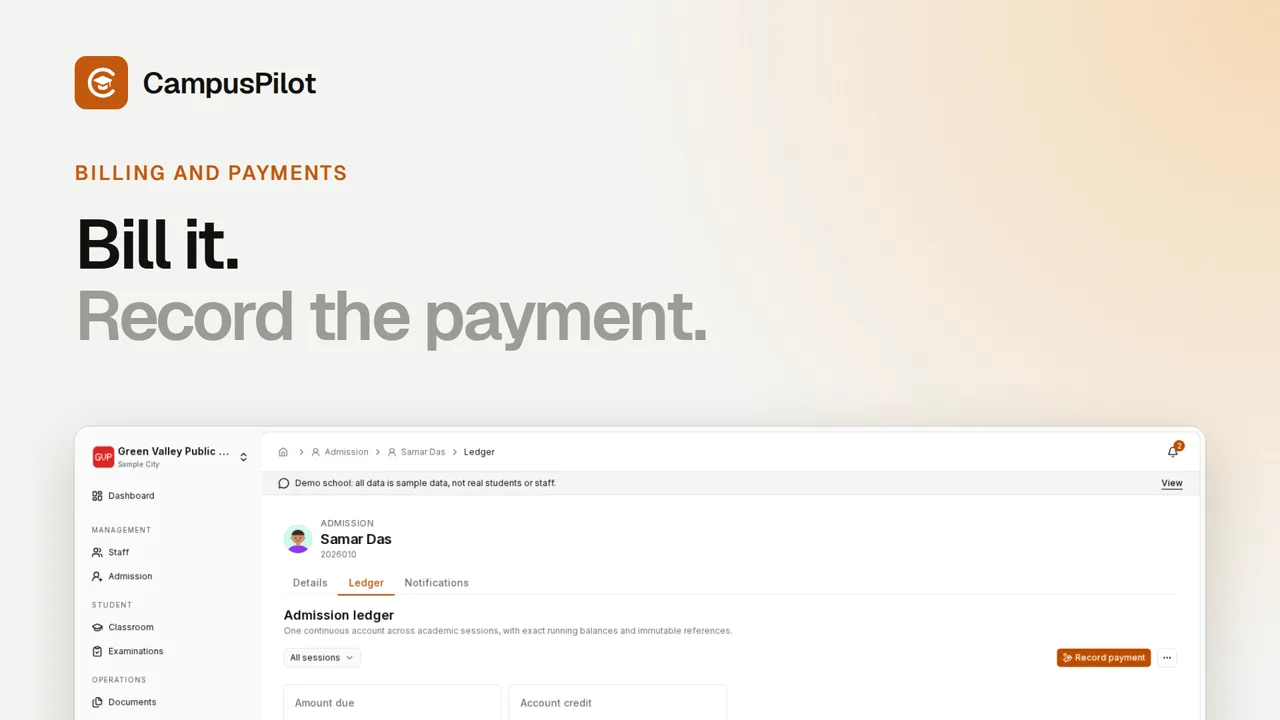 CampusPilot
BILLING AND PAYMENTS
Bill it.
Record the payment.
GVP
Green Valley Public ...
Sample City
Dashboard
MANAGEMENT
Staff
Admission
STUDENT
Classroom
Examinations
OPERATIONS
Documents
Admission > Samar Das > Ledger
2
Demo school: all data is sample data, not real students or staff.
View
ADMISSION
Samar Das
2026010
Details Ledger Notifications
Admission ledger
One continuous account across academic sessions, with exact running balances and immutable references.
All sessions
Record payment
Amount due
Account credit